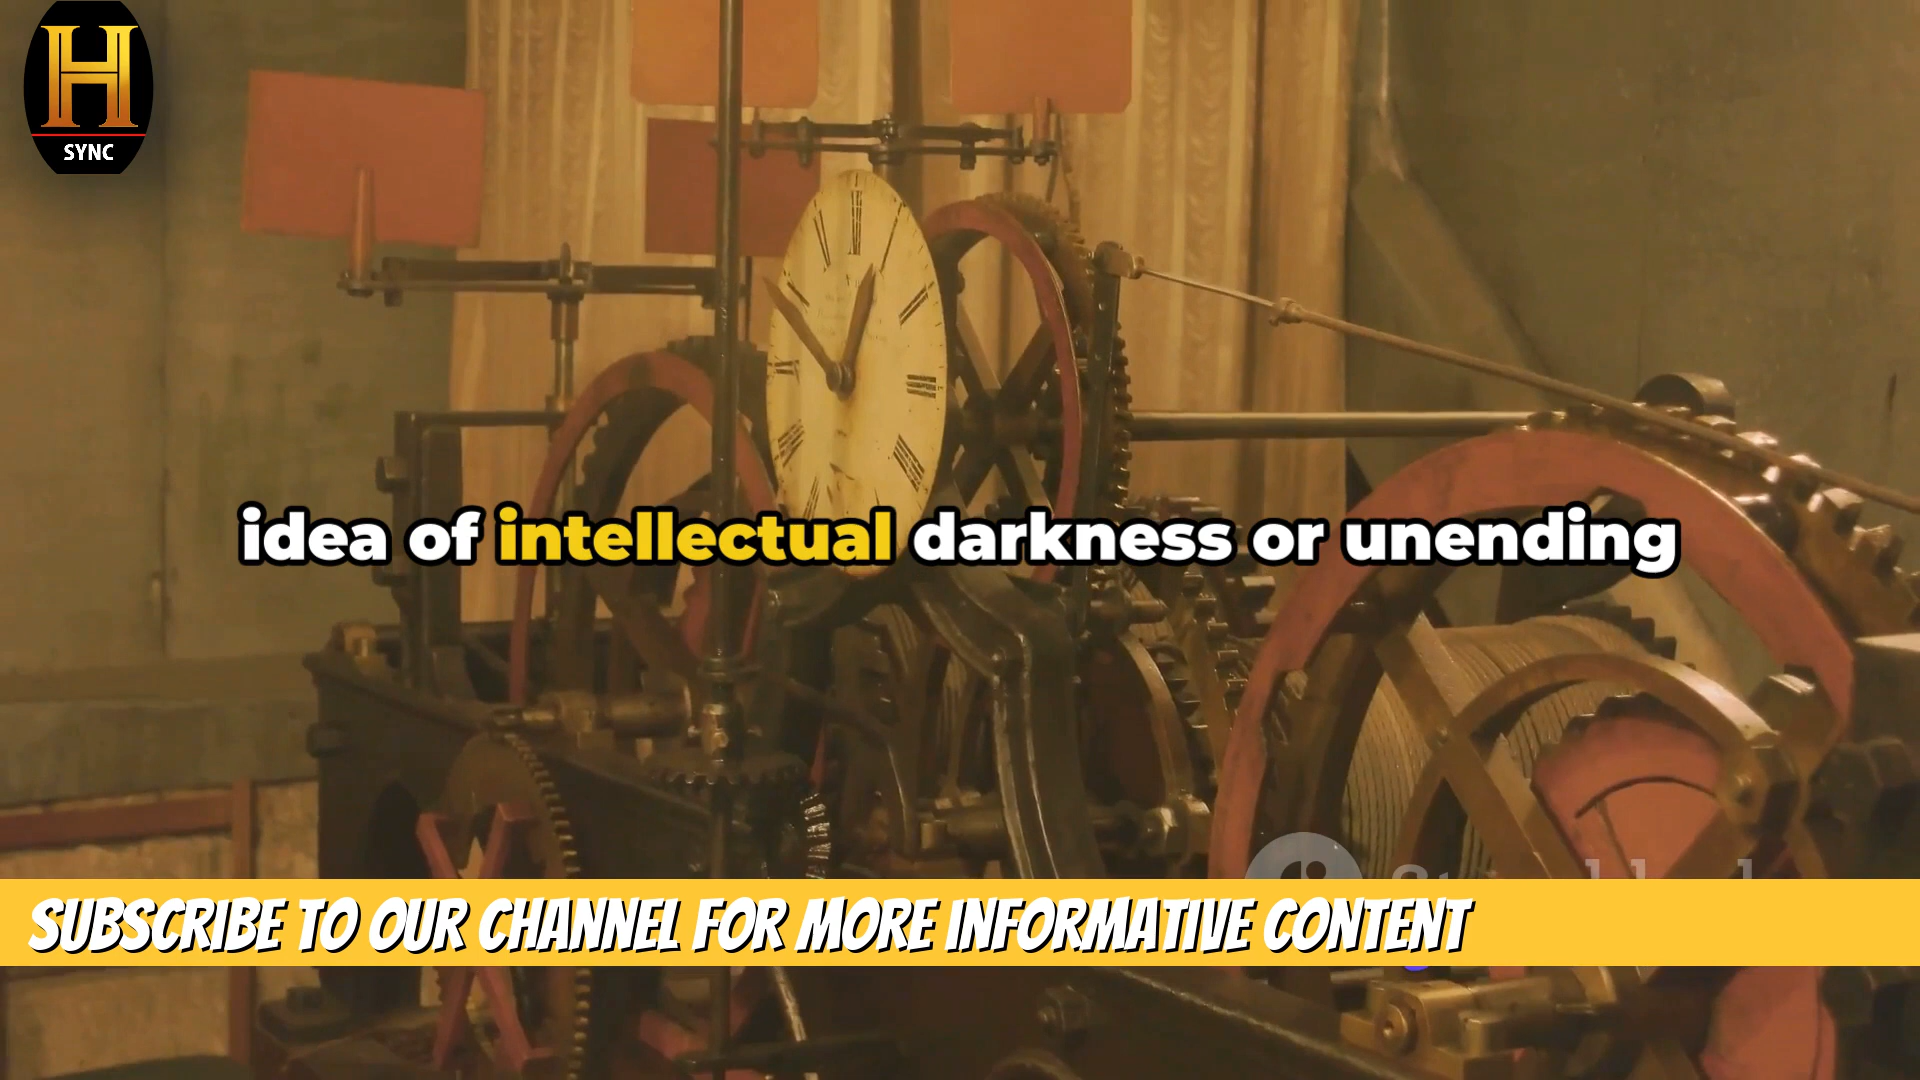 H
SYNC
idea of intellectual darkness or unending
SUBSCRIBE TO OUR CHANNEL FOR MORE INFORMATIVE CONTENT